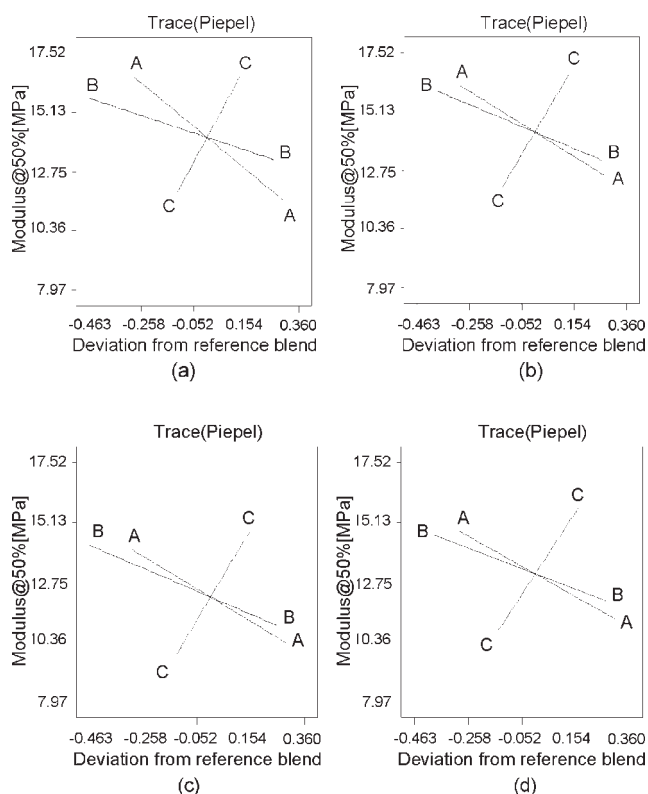 Trace(Piepel)
Modulus@50%[MPa]
17.52
15.13
12.75
10.36
7.97
A
B
C
C
B
A
-0.463
-0.258
-0.052
0.154
0.360
Deviation from reference blend
(a)
Trace(Piepel)
Modulus@50%[MPa]
17.52
15.13
12.75
10.36
7.97
A
B
C
C
B
A
-0.463
-0.258
-0.052
0.154
0.360
Deviation from reference blend
(b)
Trace(Piepel)
Modulus@50%[MPa]
17.52
15.13
12.75
10.36
7.97
B
A
C
C
B
A
-0.463
-0.258
-0.052
0.154
0.360
Deviation from reference blend
(c)
Trace(Piepel)
Modulus@50%[MPa]
17.52
15.13
12.75
10.36
7.97
B
A
C
C
B
A
-0.463
-0.258
-0.052
0.154
0.360
Deviation from reference blend
(d)